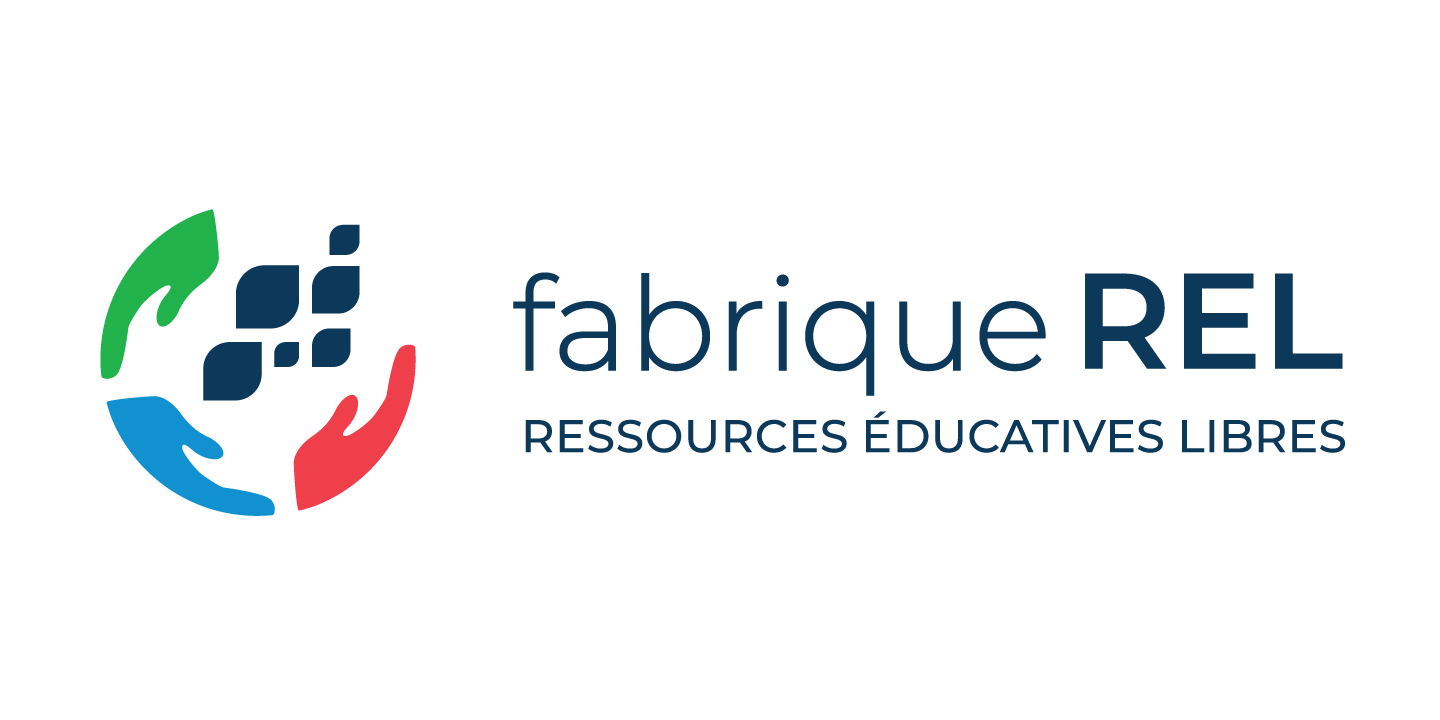 fabrique REL
RESSOURCES ÉDUCATIVES LIBRES